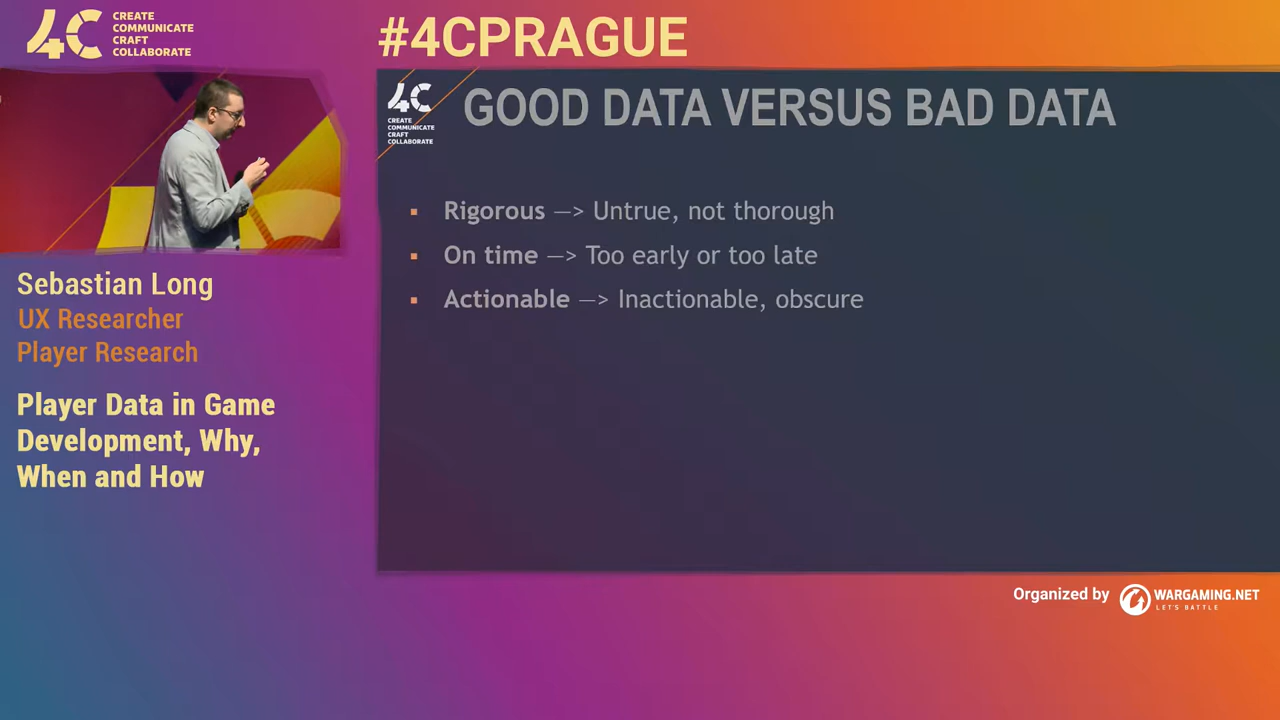 4C
CREATE
COMMUNICATE
CRAFT
COLLABORATE
#4CPRAGUE
4C
CREATE
COMMUNICATE
CRAFT
COLLABORATE
GOOD DATA VERSUS BAD DATA
▪ Rigorous —> Untrue, not thorough
▪ On time —> Too early or too late
▪ Actionable —> Inactionable, obscure
Sebastian Long
UX Researcher
Player Research
Player Data in Game
Development, Why,
When and How
Organized by
WARGAMING.NET
LET'S BATTLE